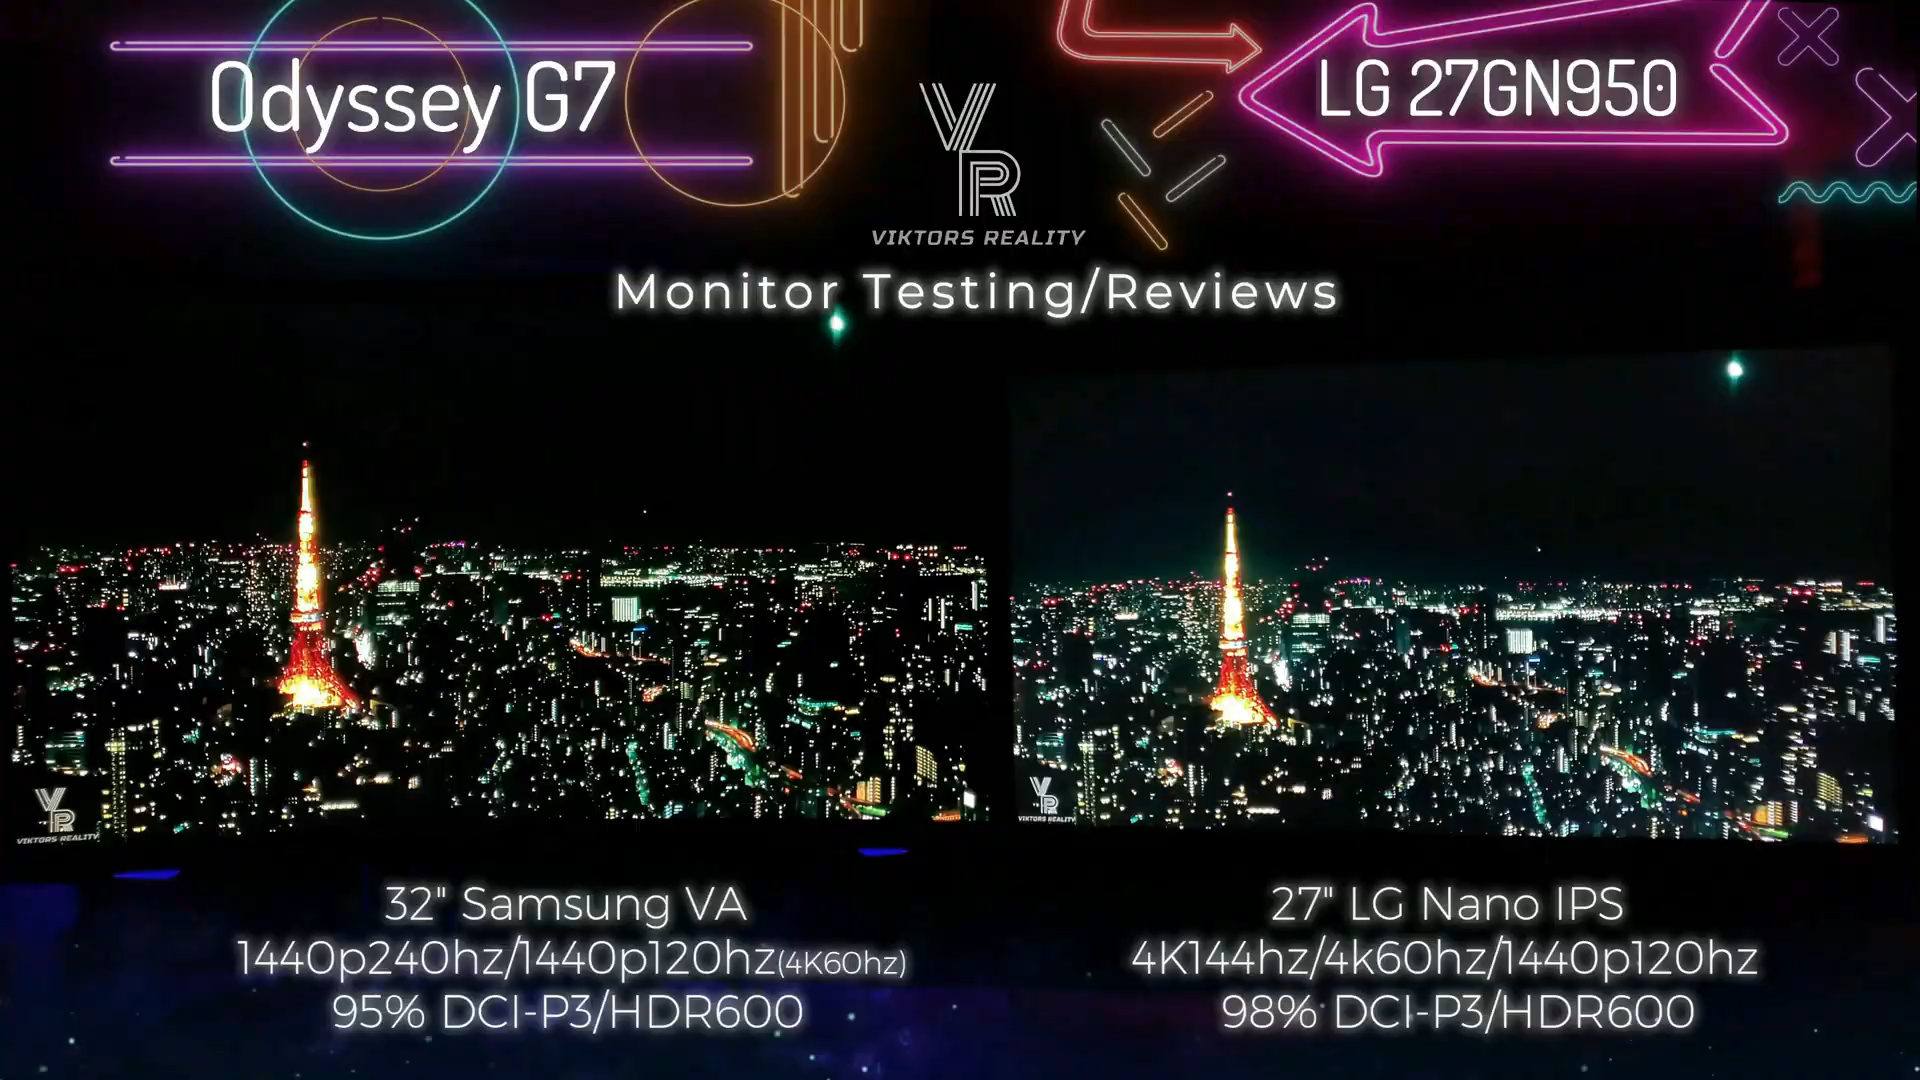 Odyssey G7
LG 27GN950
VR
VIKTORS REALITY
Monitor Testing/Reviews
VR
VIKTORS REALITY
VR
VIKTORS REALITY
32" Samsung VA
1440p240hz/1440p120hz(4K60hz)
95% DCI-P3/HDR600
27" LG Nano IPS
4K144hz/4k60hz/1440p120hz
98% DCI-P3/HDR600